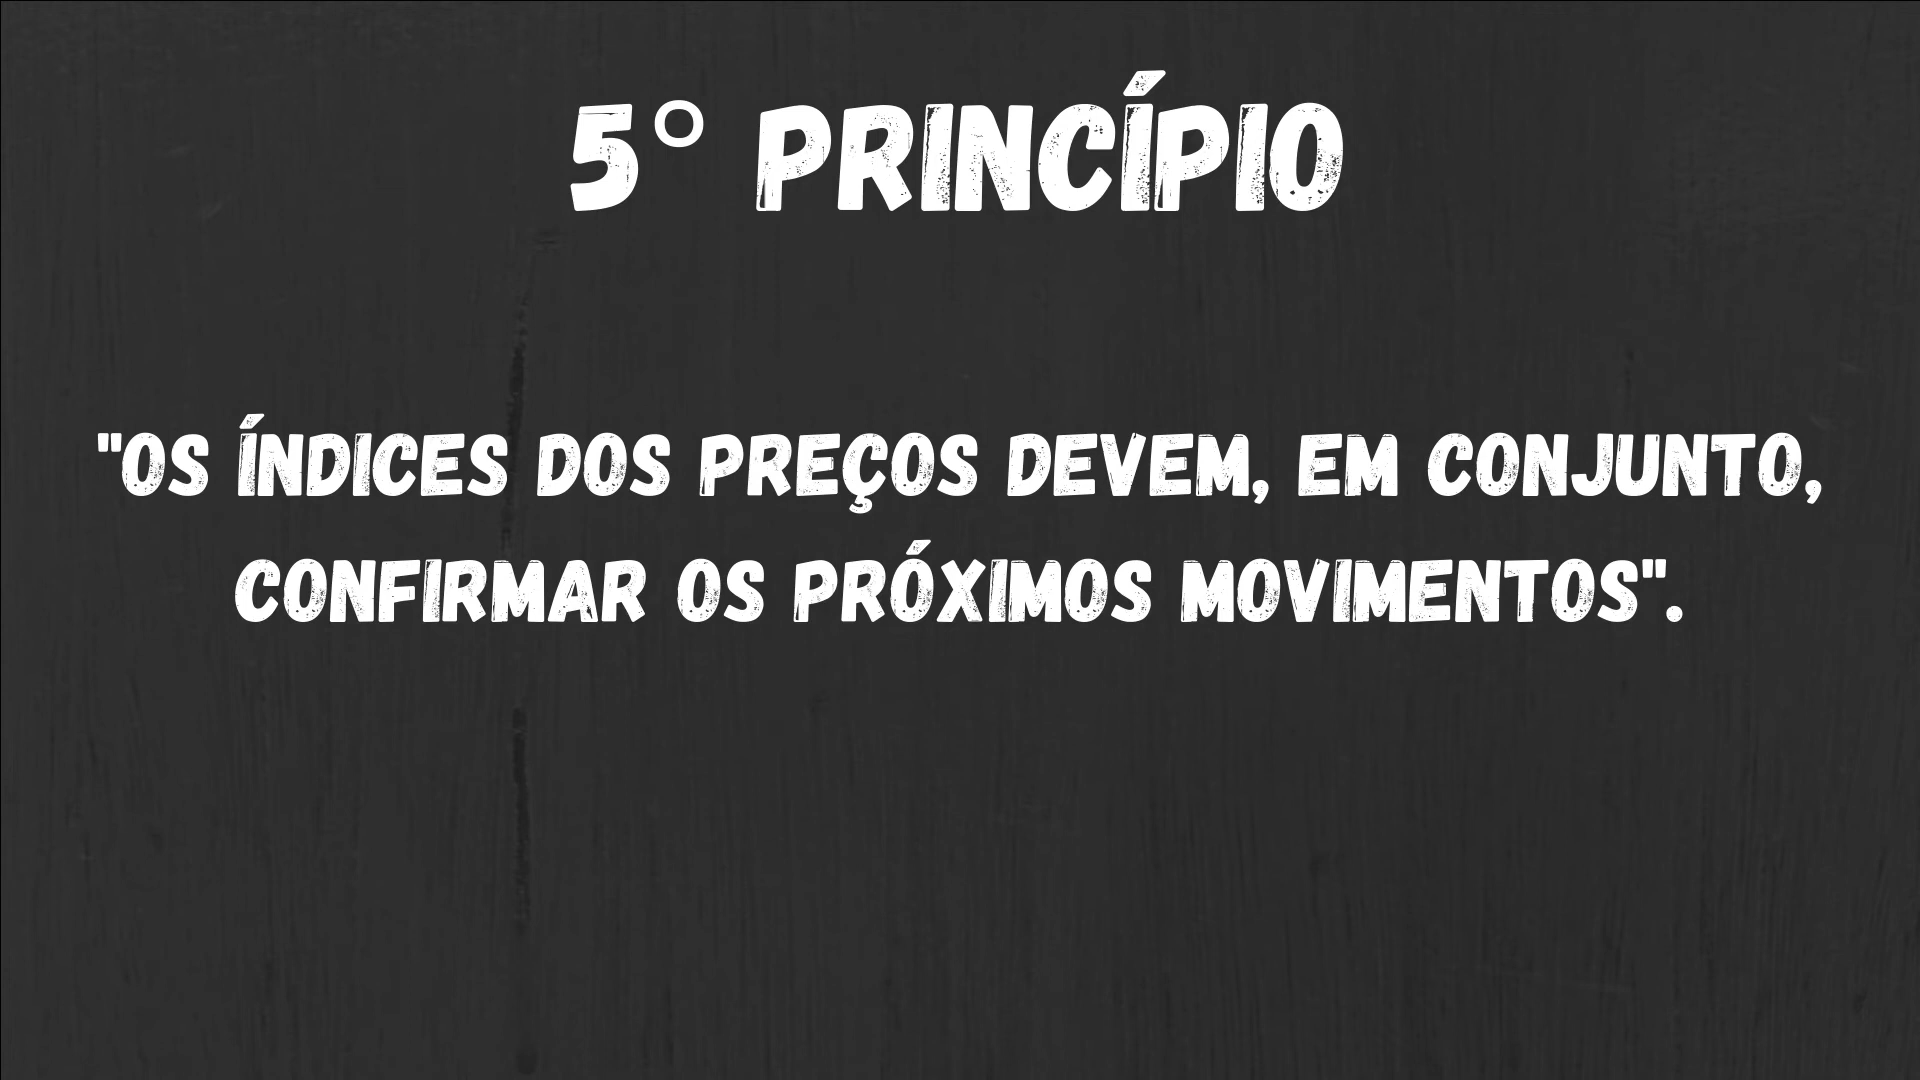 5° PRINCÍPIO
"OS ÍNDICES DOS PREÇOS DEVEM, EM CONJUNTO,
CONFIRMAR OS PRÓXIMOS MOVIMENTOS".